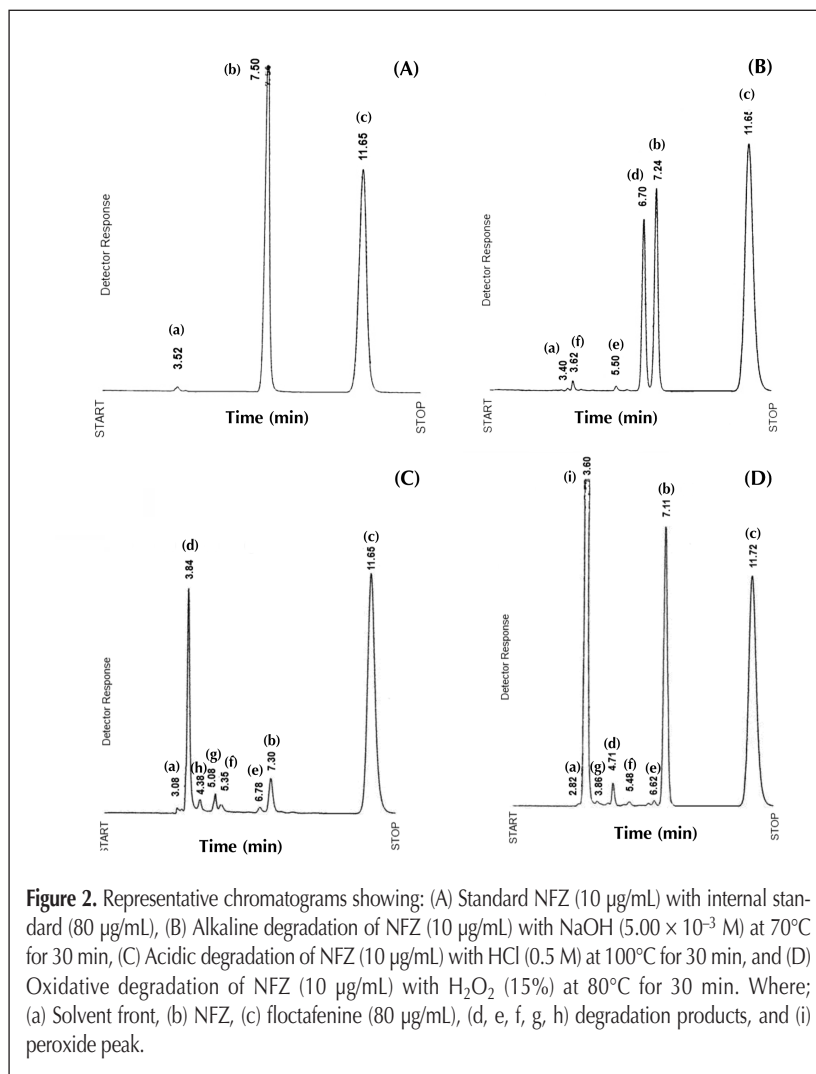 (A)
(b)
7.50
(c)
11.65
(a)
3.52
Detector Response
START
Time (min)
STOP
(B)
(c)
11.65
(b)
7.24
(d)
6.70
(a)
3.40
(f)
3.62
(e)
5.50
Detector Response
START
Time (min)
STOP
(C)
(d)
3.84
(c)
11.65
(a)
3.08
(h)
4.38
(g)
5.08
(f)
5.35
(e)
6.78
(b)
7.30
Detector Response
START
Time (min)
STOP
(D)
(i)
3.60
(b)
7.11
(c)
11.72
(a)
2.82
(g)
3.86
(d)
4.71
(f)
5.48
(e)
6.62
Detector Response
START
Time (min)
STOP
Figure 2. Representative chromatograms showing: (A) Standard NFZ (10 μg/mL) with internal stan-
dard (80 μg/mL), (B) Alkaline degradation of NFZ (10 μg/mL) with NaOH (5.00 × 10⁻³ M) at 70°C
for 30 min, (C) Acidic degradation of NFZ (10 μg/mL) with HCl (0.5 M) at 100°C for 30 min, and (D)
Oxidative degradation of NFZ (10 μg/mL) with H₂O₂ (15%) at 80°C for 30 min. Where;
(a) Solvent front, (b) NFZ, (c) floctafenine (80 μg/mL), (d, e, f, g, h) degradation products, and (i)
peroxide peak.